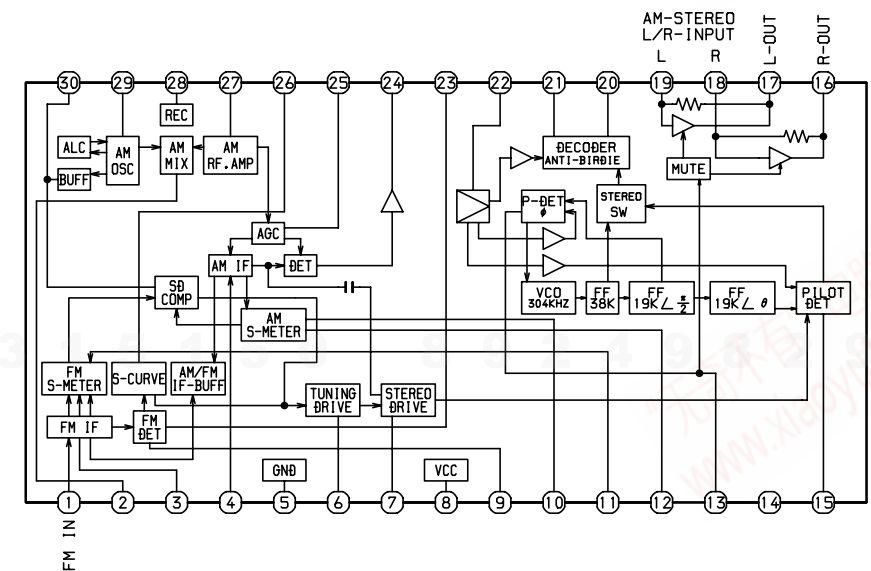 AM-STEREO
L/R-INPUT
L R L-OUT R-OUT
30 29 28 27 26 25 24 23 22 21 20 19 18 17 16
REC
ALC
AM
OSC
AM
MIX
AM
RF.AMP
BUFF
DECODER
ANTI-BIRDIE
MUTE
P-DET
Φ
STEREO
SW
AGC
AM IF
DET
SD
COMP
AM
S-METER
VCO
304KHZ
FF
38K
FF
19K∠ π/2
FF
19K∠ θ
PILOT
DET
FM
S-METER
S-CURVE
AM/FM
IF-BUFF
TUNING
DRIVE
STEREO
DRIVE
FM IF
FM
DET
GND
VCC
1 2 3 4 5 6 7 8 9 10 11 12 13 14 15
FM IN